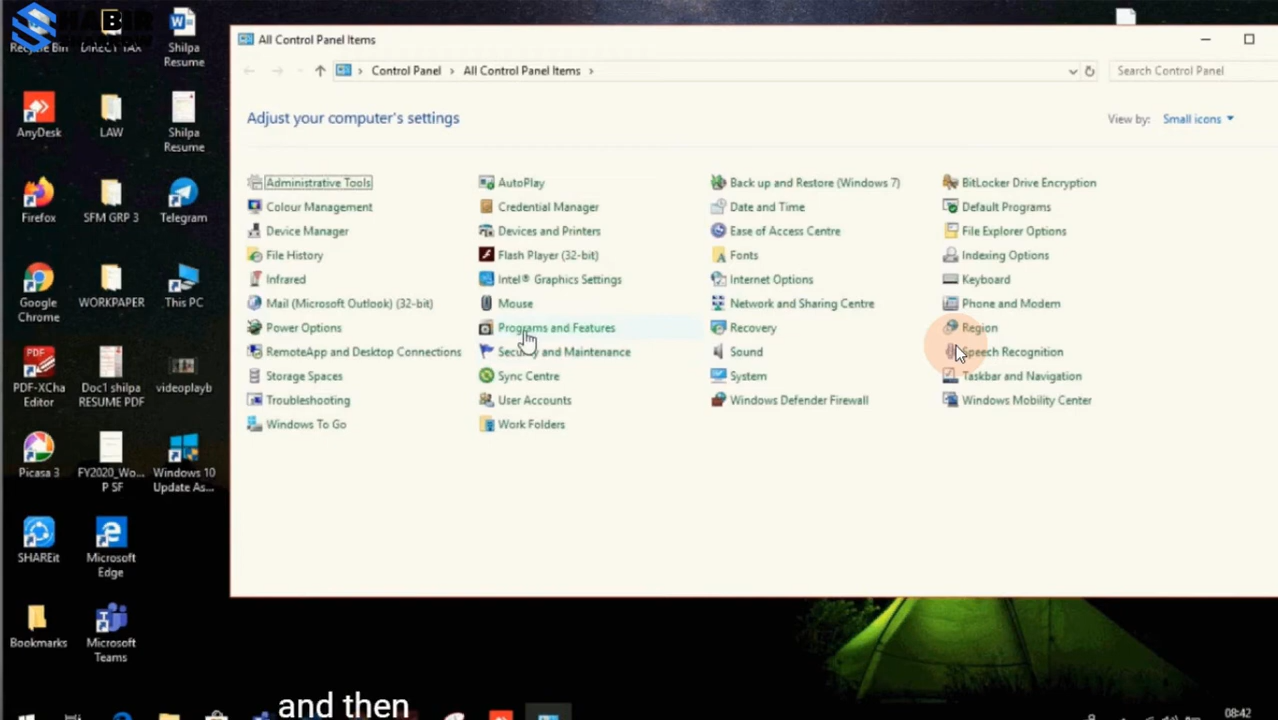 HABIR
Recycle Bin
DIRECT TAX
Shilpa
Resume
AnyDesk
LAW
Shilpa
Resume
Firefox
SFM GRP 3
Telegram
Google
Chrome
WORKPAPER
This PC
PDF-XCha
Editor
Doc1 shilpa
RESUME PDF
videoplayb
Picasa 3
FY2020_Wo...
P SF
Windows 10
Update As...
SHAREit
Microsoft
Edge
Bookmarks
Microsoft
Teams
All Control Panel Items
Control Panel > All Control Panel Items >
Search Control Panel
Adjust your computer's settings
View by: Small icons
Administrative Tools
AutoPlay
Back up and Restore (Windows 7)
BitLocker Drive Encryption
Colour Management
Credential Manager
Date and Time
Default Programs
Device Manager
Devices and Printers
Ease of Access Centre
File Explorer Options
File History
Flash Player (32-bit)
Fonts
Indexing Options
Infrared
Intel® Graphics Settings
Internet Options
Keyboard
Mail (Microsoft Outlook) (32-bit)
Mouse
Network and Sharing Centre
Phone and Modem
Power Options
Programs and Features
Recovery
Region
RemoteApp and Desktop Connections
Security and Maintenance
Sound
Speech Recognition
Storage Spaces
Sync Centre
System
Taskbar and Navigation
Troubleshooting
User Accounts
Windows Defender Firewall
Windows Mobility Center
Windows To Go
Work Folders
and then
08:42